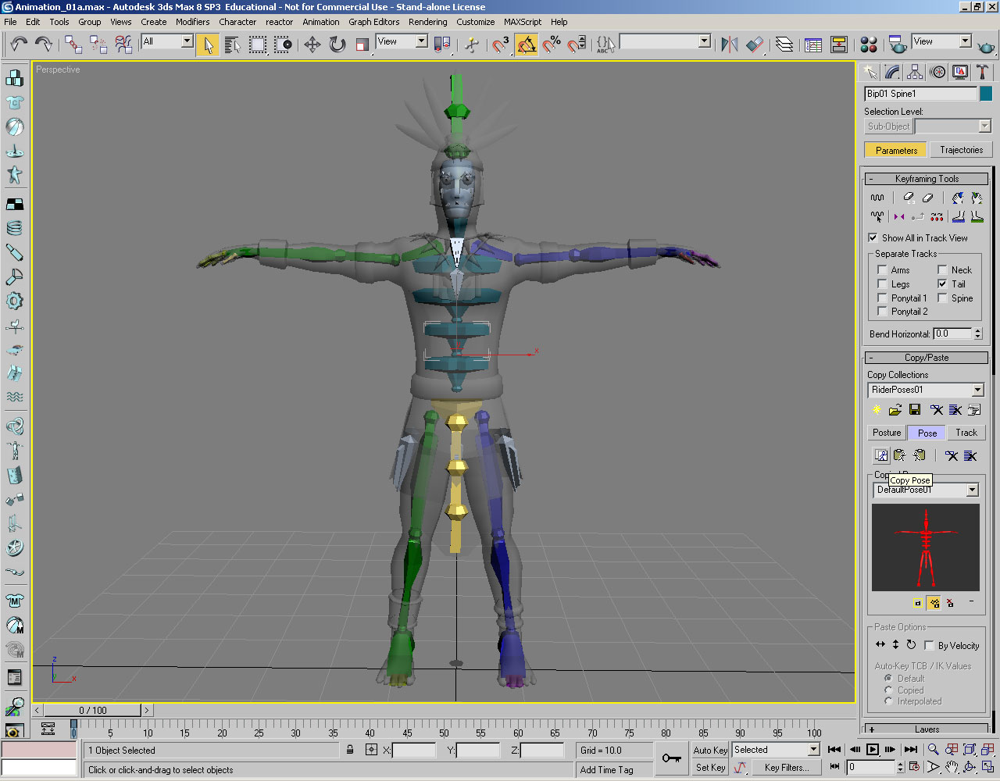 Animation_01a.max - Autodesk 3ds Max 8 SP3 Educational - Not for Commercial Use - Stand-alone License
File Edit Tools Group Views Create Modifiers Character reactor Animation Graph Editors Rendering Customize MAXScript Help
All View 3 % ABC View
Perspective
Bip01 Spine1
Selection Level:
Sub-Object
Parameters Trajectories
- Keyframing Tools
Show All in Track View
Separate Tracks
Arms Neck
Legs Tail
Ponytail 1 Spine
Ponytail 2
Bend Horizontal: 0.0
- Copy/Paste
Copy Collections
RiderPoses01
Posture Pose Track
Copy Pose
DefaultPose01
Paste Options
By Velocity
Auto-Key TCB / IK Values
Default
Copied
Interpolated
+ Layers
x
z
x
< 0 / 100 >
0 5 10 15 20 25 30 35 40 45 50 55 60 65 70 75 80 85 90 95 100
1 Object Selected X: Y: Z: Grid = 10.0 Auto Key Selected
Click or click-and-drag to select objects Add Time Tag Set Key Key Filters... 0